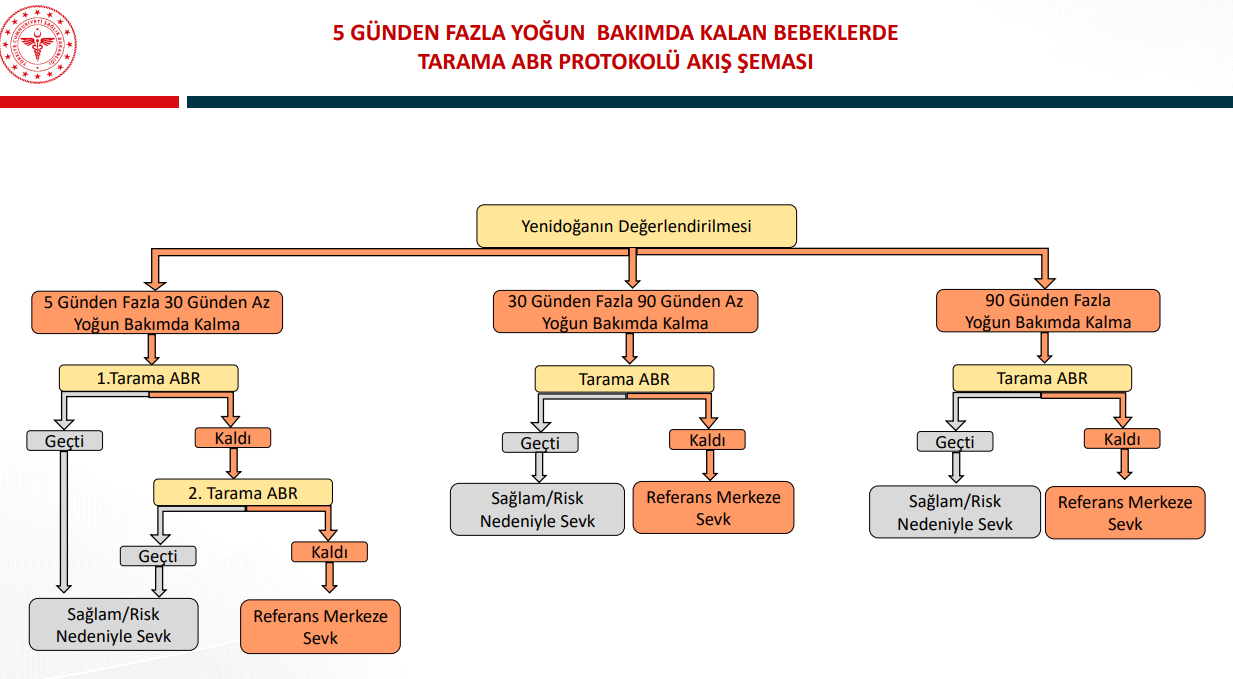 5 GÜNDEN FAZLA YOĞUN BAKIMDA KALAN BEBEKLERDE
TARAMA ABR PROTOKOLÜ AKIŞ ŞEMASI
Yenidoğanın Değerlendirilmesi
5 Günden Fazla 30 Günden Az
Yoğun Bakımda Kalma
1.Tarama ABR
Geçti
Kaldı
2. Tarama ABR
Geçti
Kaldı
Sağlam/Risk
Nedeniyle Sevk
Referans Merkeze
Sevk
30 Günden Fazla 90 Günden Az
Yoğun Bakımda Kalma
Tarama ABR
Geçti
Kaldı
Sağlam/Risk
Nedeniyle Sevk
Referans Merkeze
Sevk
90 Günden Fazla
Yoğun Bakımda Kalma
Tarama ABR
Geçti
Kaldı
Sağlam/Risk
Nedeniyle Sevk
Referans Merkeze
Sevk